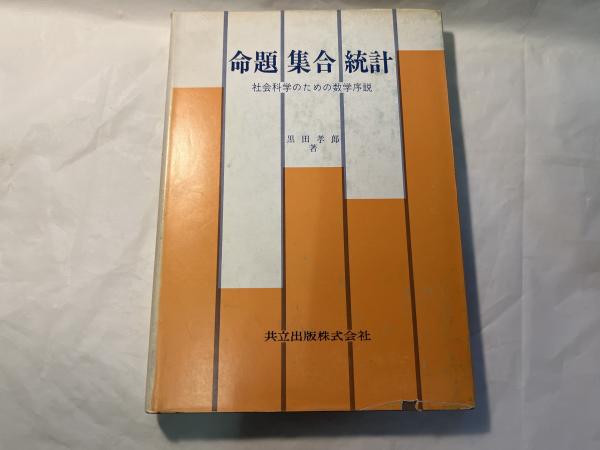 命題 集合 統計
社会科学のための数学序説
黒田孝郎
著
共立出版株式会社